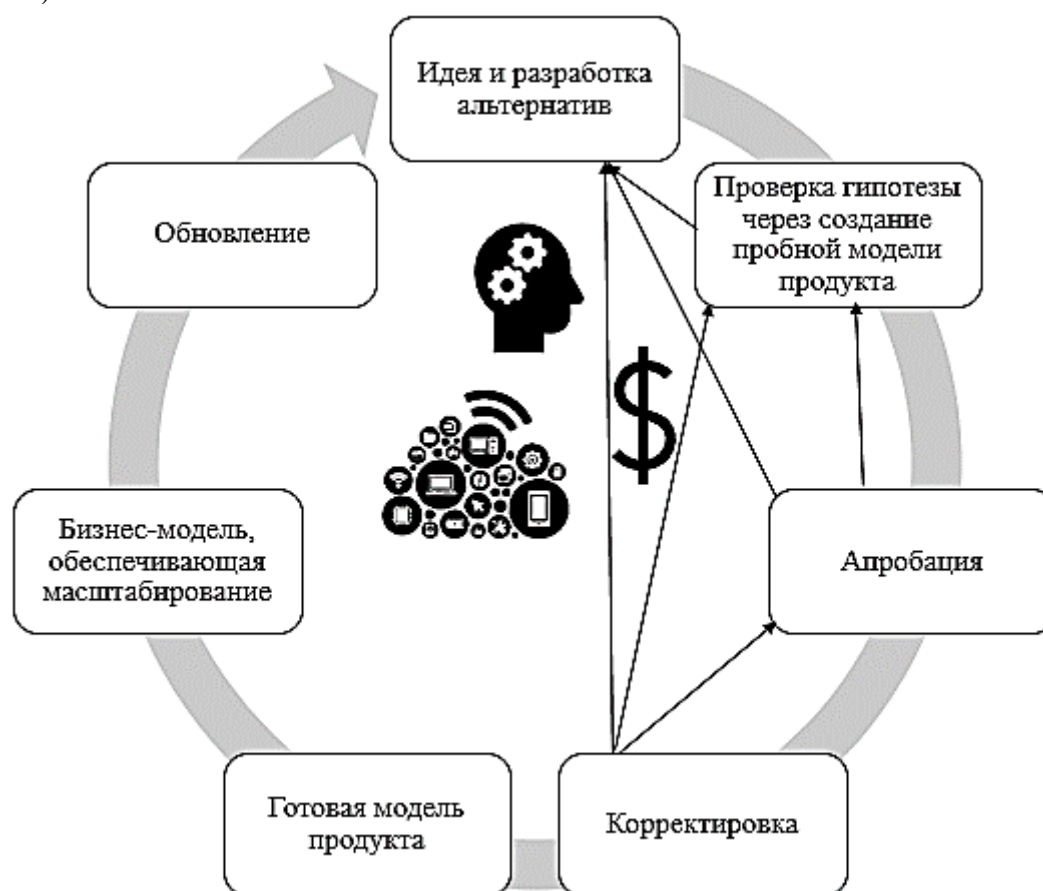 Идея и разработка
альтернатив
Проверка гипотезы
через создание
пробной модели
продукта
Апробация
Корректировка
Готовая модель
продукта
Бизнес-модель,
обеспечивающая
масштабирование
Обновление
$